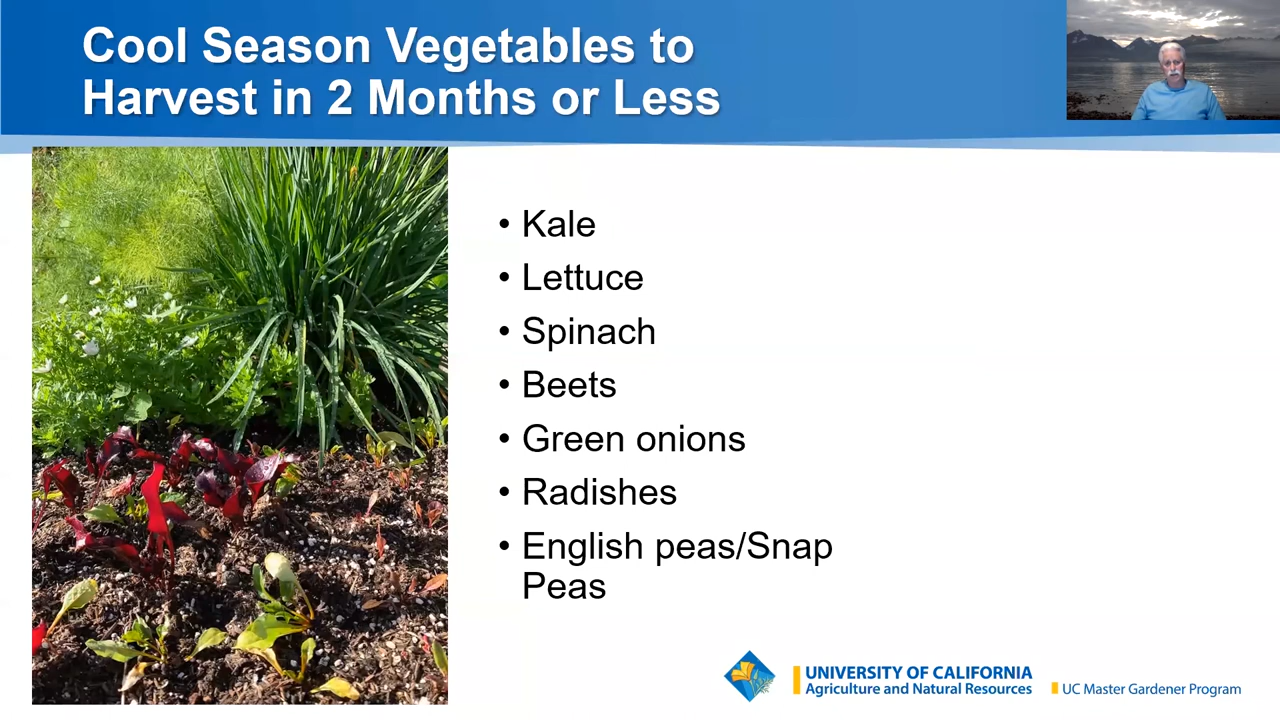 Cool Season Vegetables to
Harvest in 2 Months or Less
• Kale
• Lettuce
• Spinach
• Beets
• Green onions
• Radishes
• English peas/Snap
Peas
UNIVERSITY OF CALIFORNIA
Agriculture and Natural Resources
UC Master Gardener Program